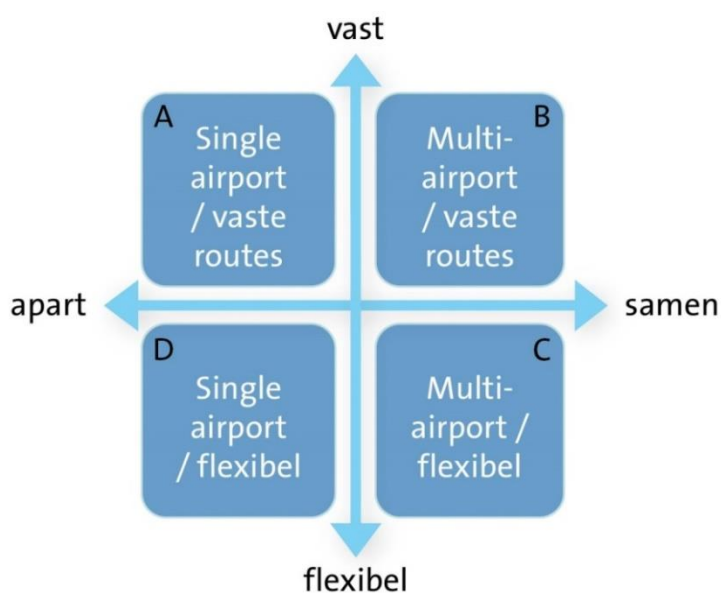 vast
A
Single
airport
/ vaste
routes
B
Multi-
airport
/ vaste
routes
apart
samen
D
Single
airport
/ flexibel
C
Multi-
airport /
flexibel
flexibel